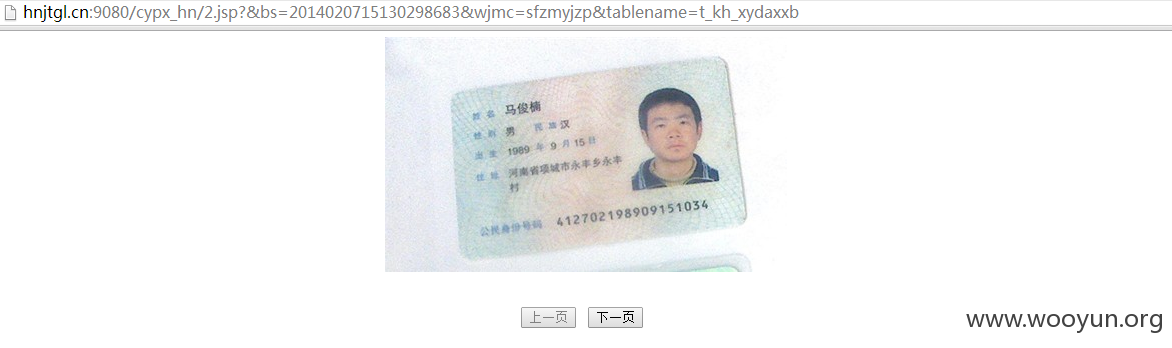 hnjtgl.cn:9080/cypx_hn/2.jsp?&bs=2014020715130298683&wjmc=sfzmyjzp&tablename=t_kh_xydaxxb
姓名 马俊楠
性别 男 民族 汉
出生 1989 年 9 月 15 日
住址 河南省项城市永丰乡永丰
村
公民身份号码 412702198909151034
上一页 下一页
www.wooyun.org